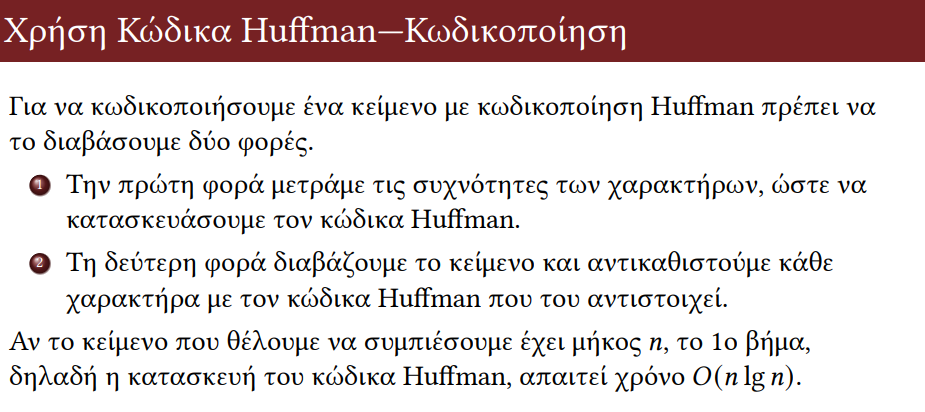 Χρήση Κώδικα Huffman—Κωδικοποίηση
Για να κωδικοποιήσουμε ένα κείμενο με κωδικοποίηση Huffman πρέπει να
το διαβάσουμε δύο φορές.
1 Την πρώτη φορά μετράμε τις συχνότητες των χαρακτήρων, ώστε να
κατασκευάσουμε τον κώδικα Huffman.
2 Τη δεύτερη φορά διαβάζουμε το κείμενο και αντικαθιστούμε κάθε
χαρακτήρα με τον κώδικα Huffman που του αντιστοιχεί.
Αν το κείμενο που θέλουμε να συμπιέσουμε έχει μήκος n, το 1ο βήμα,
δηλαδή η κατασκευή του κώδικα Huffman, απαιτεί χρόνο O(n lg n).